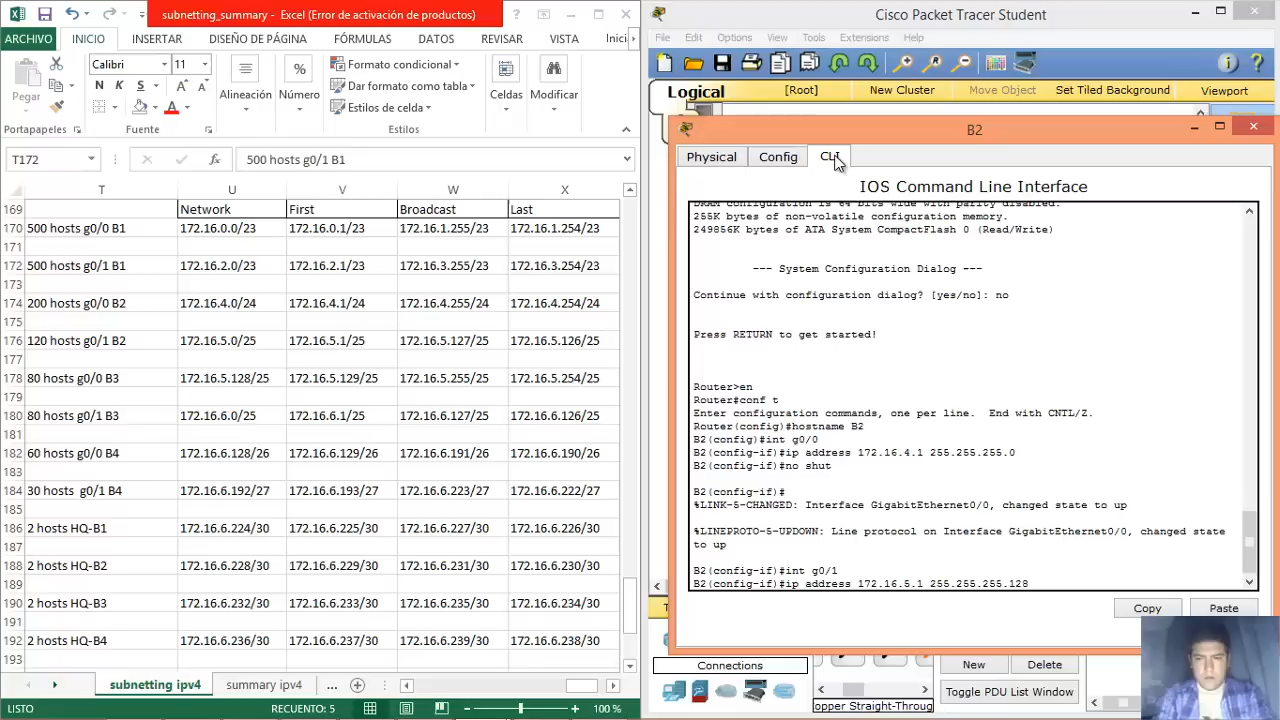 subnetting_summary - Excel (Error de activación de productos)
?
ARCHIVO INICIO INSERTAR DISEÑO DE PÁGINA FÓRMULAS DATOS REVISAR VISTA Inici
Calibri 11
N K S
A A
A
Pegar
Alineación
%
Número
Formato condicional
Dar formato como tabla
Estilos de celda
Celdas
Modificar
Portapapeles Fuente Estilos
T172 fx 500 hosts g0/1 B1
T U V W X
169 Network First Broadcast Last
170 500 hosts g0/0 B1 172.16.0.0/23 172.16.0.1/23 172.16.1.255/23 172.16.1.254/23
171
172 500 hosts g0/1 B1 172.16.2.0/23 172.16.2.1/23 172.16.3.255/23 172.16.3.254/23
173
174 200 hosts g0/0 B2 172.16.4.0/24 172.16.4.1/24 172.16.4.255/24 172.16.4.254/24
175
176 120 hosts g0/1 B2 172.16.5.0/25 172.16.5.1/25 172.16.5.127/25 172.16.5.126/25
177
178 80 hosts g0/0 B3 172.16.5.128/25 172.16.5.129/25 172.16.5.255/25 172.16.5.254/25
179
180 80 hosts g0/1 B3 172.16.6.0/25 172.16.6.1/25 172.16.6.127/25 172.16.6.126/25
181
182 60 hosts g0/0 B4 172.16.6.128/26 172.16.6.129/26 172.16.6.191/26 172.16.6.190/26
183
184 30 hosts  g0/1 B4 172.16.6.192/27 172.16.6.193/27 172.16.6.223/27 172.16.6.222/27
185
186 2 hosts HQ-B1 172.16.6.224/30 172.16.6.225/30 172.16.6.227/30 172.16.6.226/30
187
188 2 hosts HQ-B2 172.16.6.228/30 172.16.6.229/30 172.16.6.231/30 172.16.6.230/30
189
190 2 hosts HQ-B3 172.16.6.232/30 172.16.6.233/30 172.16.6.235/30 172.16.6.234/30
191
192 2 hosts HQ-B4 172.16.6.236/30 172.16.6.237/30 172.16.6.239/30 172.16.6.238/30
193
subnetting ipv4 summary ipv4 ...
LISTO RECUENTO: 5 100 %
Cisco Packet Tracer Student
File Edit Options View Tools Extensions Help
Logical [Root] New Cluster Move Object Set Tiled Background Viewport
B2
Physical Config CLI
IOS Command Line Interface
DRAM configuration is 64 bits wide with parity disabled.
255K bytes of non-volatile configuration memory.
249856K bytes of ATA System CompactFlash 0 (Read/Write)
--- System Configuration Dialog ---
Continue with configuration dialog? [yes/no]: no
Press RETURN to get started!
Router>en
Router#conf t
Enter configuration commands, one per line.  End with CNTL/Z.
Router(config)#hostname B2
B2(config)#int g0/0
B2(config-if)#ip address 172.16.4.1 255.255.255.0
B2(config-if)#no shut
B2(config-if)#
%LINK-5-CHANGED: Interface GigabitEthernet0/0, changed state to up
%LINEPROTO-5-UPDOWN: Line protocol on Interface GigabitEthernet0/0, changed state
to up
B2(config-if)#int g0/1
B2(config-if)#ip address 172.16.5.1 255.255.255.128
Copy Paste
Connections
New Delete
Toggle PDU List Window
opper Straight-Throug